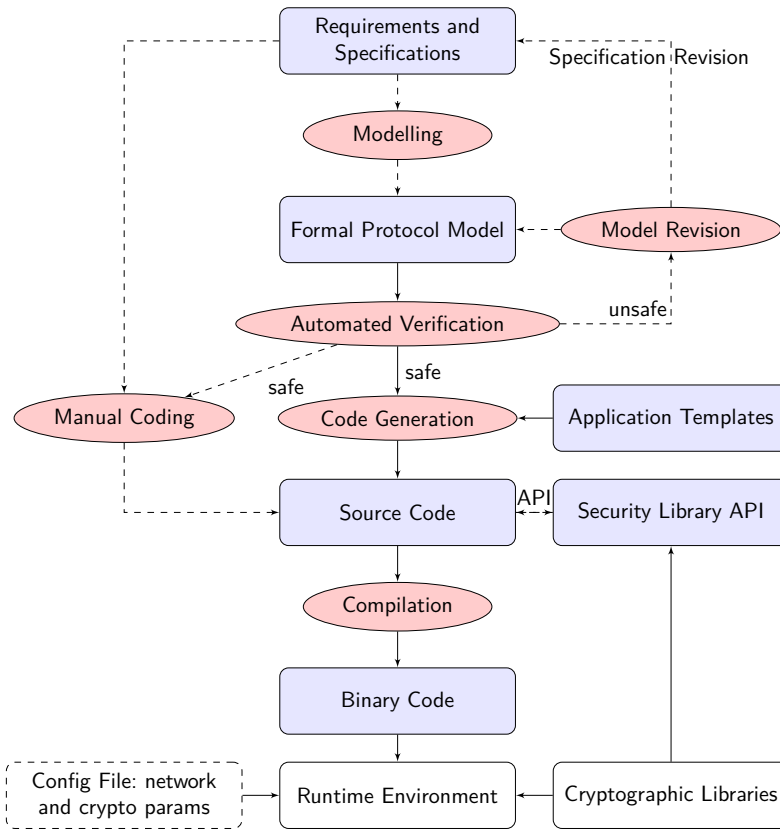 Requirements and
Specifications
Specification Revision
Modelling
Formal Protocol Model
Model Revision
unsafe
Automated Verification
safe
safe
Manual Coding
Code Generation
Application Templates
API
Source Code
Security Library API
Compilation
Binary Code
Config File: network
and crypto params
Runtime Environment
Cryptographic Libraries